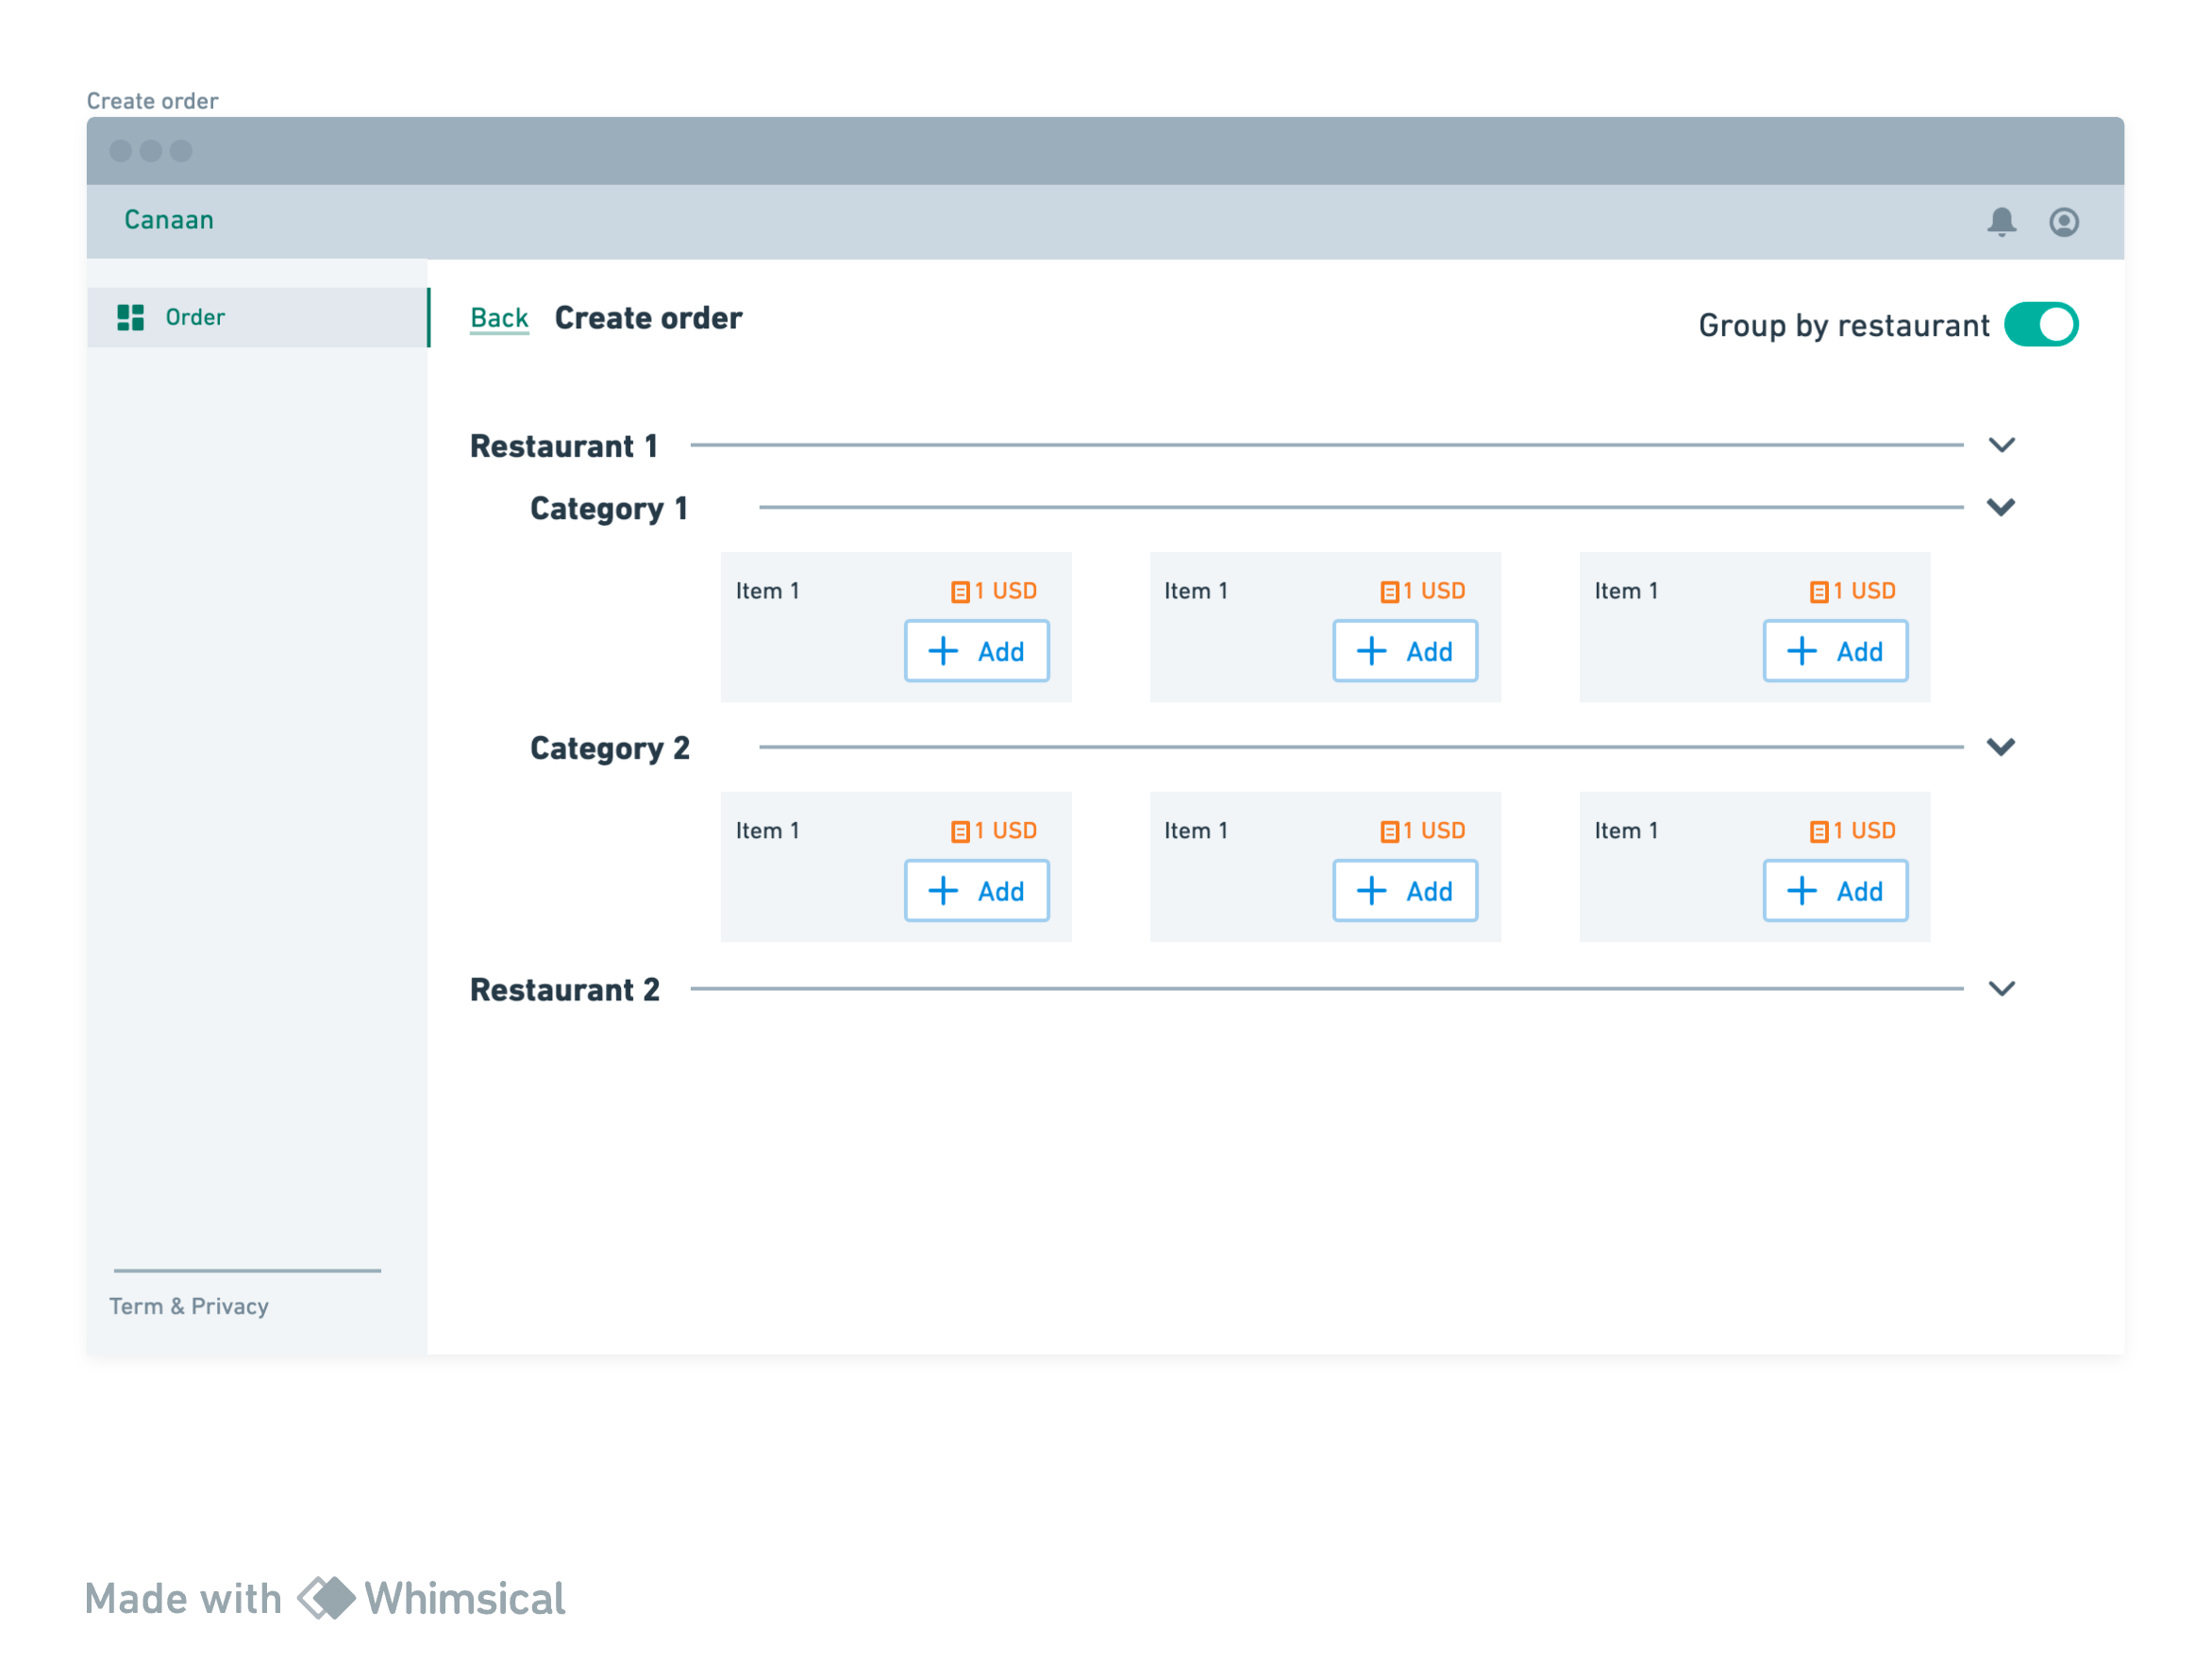 Create order
Canaan
Order
Back Create order
Group by restaurant
Restaurant 1
Category 1
Item 1 1 USD
Add
Item 1 1 USD
Add
Item 1 1 USD
Add
Category 2
Item 1 1 USD
Add
Item 1 1 USD
Add
Item 1 1 USD
Add
Restaurant 2
Term & Privacy
Made with Whimsical